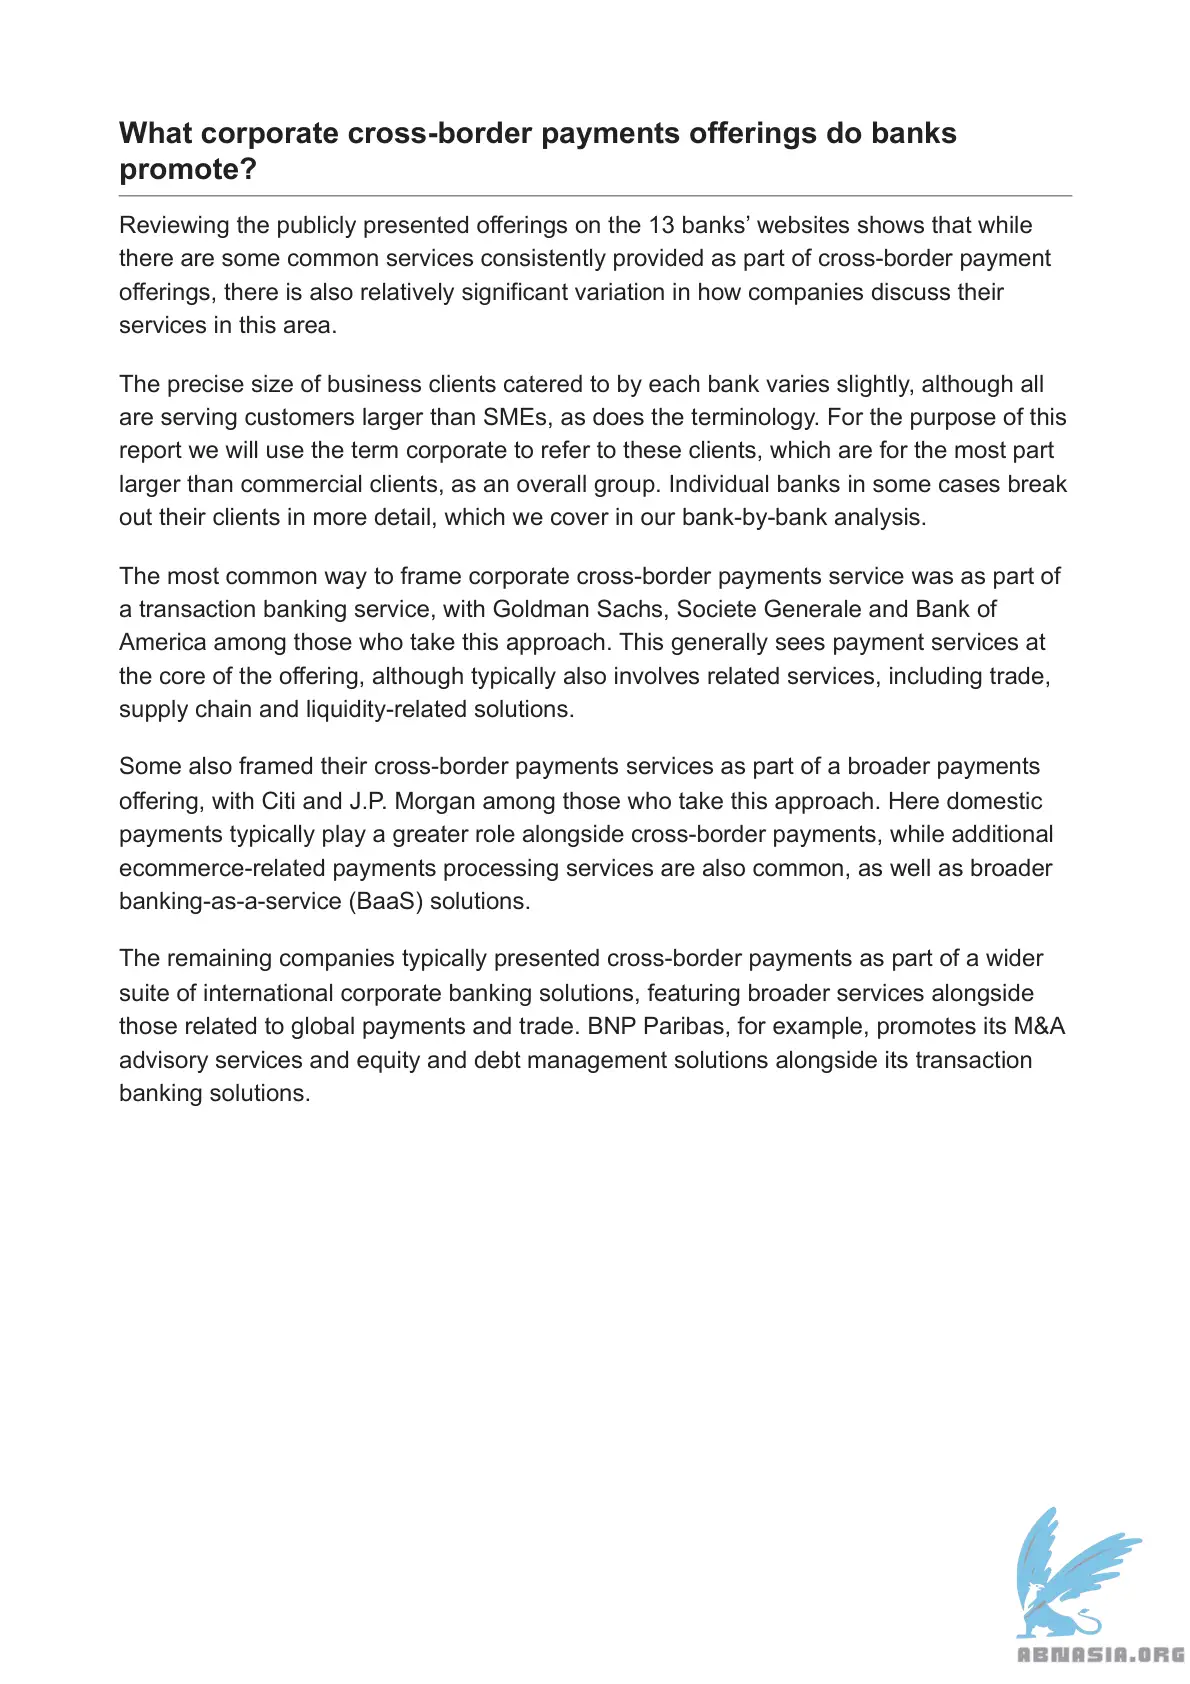 What corporate cross-border payments offerings do banks
promote?
Reviewing the publicly presented offerings on the 13 banks’ websites shows that while
there are some common services consistently provided as part of cross-border payment
offerings, there is also relatively significant variation in how companies discuss their
services in this area.
The precise size of business clients catered to by each bank varies slightly, although all
are serving customers larger than SMEs, as does the terminology. For the purpose of this
report we will use the term corporate to refer to these clients, which are for the most part
larger than commercial clients, as an overall group. Individual banks in some cases break
out their clients in more detail, which we cover in our bank-by-bank analysis.
The most common way to frame corporate cross-border payments service was as part of
a transaction banking service, with Goldman Sachs, Societe Generale and Bank of
America among those who take this approach. This generally sees payment services at
the core of the offering, although typically also involves related services, including trade,
supply chain and liquidity-related solutions.
Some also framed their cross-border payments services as part of a broader payments
offering, with Citi and J.P. Morgan among those who take this approach. Here domestic
payments typically play a greater role alongside cross-border payments, while additional
ecommerce-related payments processing services are also common, as well as broader
banking-as-a-service (BaaS) solutions.
The remaining companies typically presented cross-border payments as part of a wider
suite of international corporate banking solutions, featuring broader services alongside
those related to global payments and trade. BNP Paribas, for example, promotes its M&A
advisory services and equity and debt management solutions alongside its transaction
banking solutions.
ABNASIA.ORG